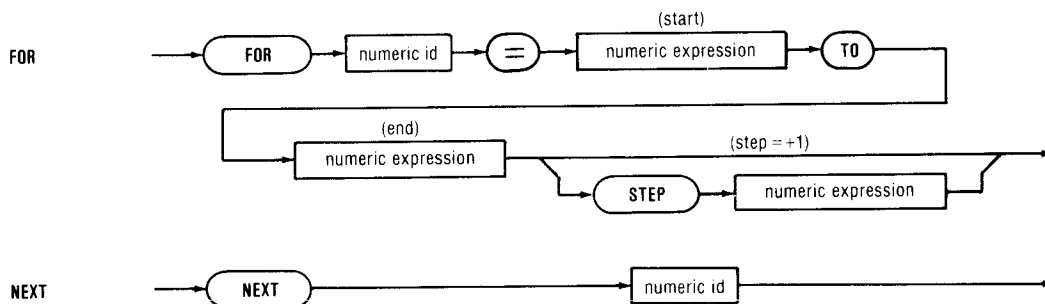 (start)
FOR FOR numeric id = numeric expression TO
(end) (step = +1)
numeric expression
STEP numeric expression
NEXT NEXT numeric id